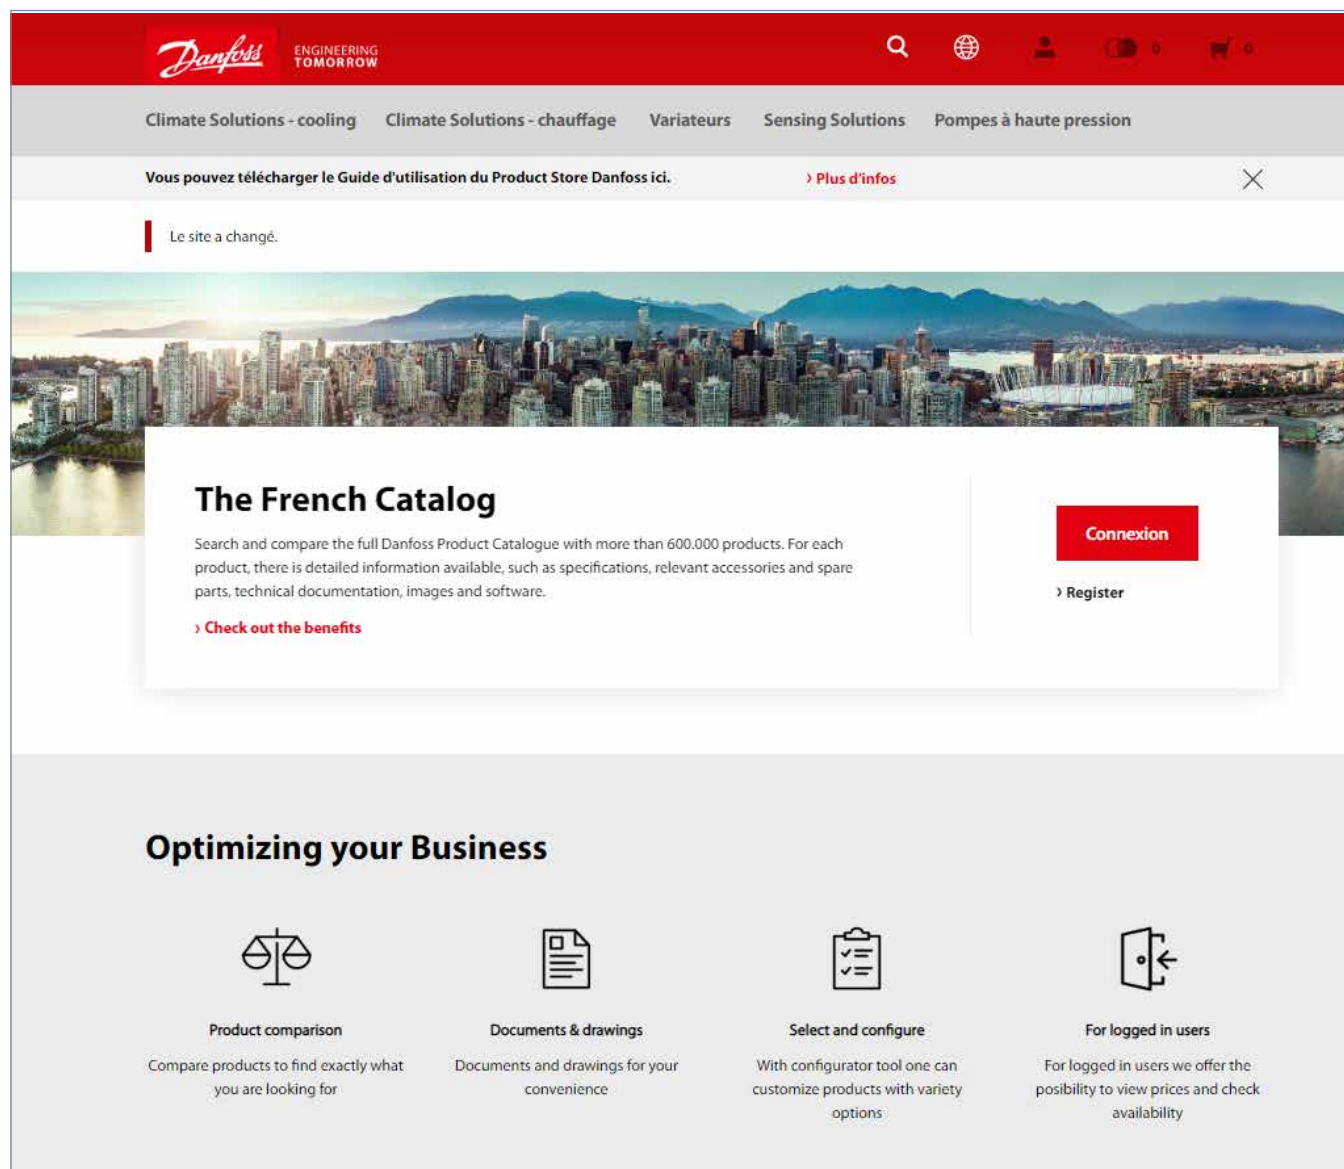 Danfoss
ENGINEERING
TOMORROW
0
0
Climate Solutions - cooling Climate Solutions - chauffage Variateurs Sensing Solutions Pompes à haute pression
Vous pouvez télécharger le Guide d'utilisation du Product Store Danfoss ici. › Plus d'infos
Le site a changé.
The French Catalog
Search and compare the full Danfoss Product Catalogue with more than 600.000 products. For each
product, there is detailed information available, such as specifications, relevant accessories and spare
parts, technical documentation, images and software.
› Check out the benefits
Connexion
› Register
Optimizing your Business
Product comparison
Compare products to find exactly what
you are looking for
Documents & drawings
Documents and drawings for your
convenience
Select and configure
With configurator tool one can
customize products with variety
options
For logged in users
For logged in users we offer the
posibility to view prices and check
availability